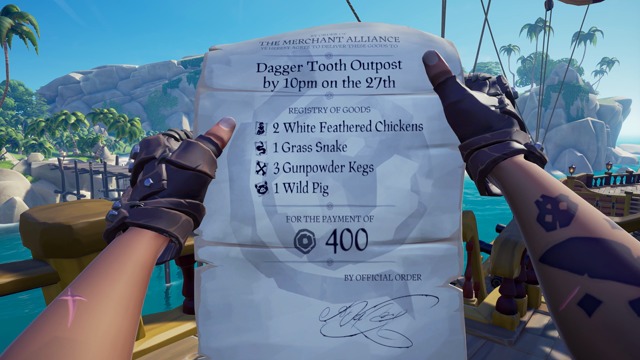 THE MERCHANT ALLIANCE
Dagger Tooth Outpost
by 10pm on the 27th
REGISTRY OF GOODS
2 White Feathered Chickens
1 Grass Snake
3 Gunpowder Kegs
1 Wild Pig
FOR THE PAYMENT OF
400
BY OFFICIAL ORDER